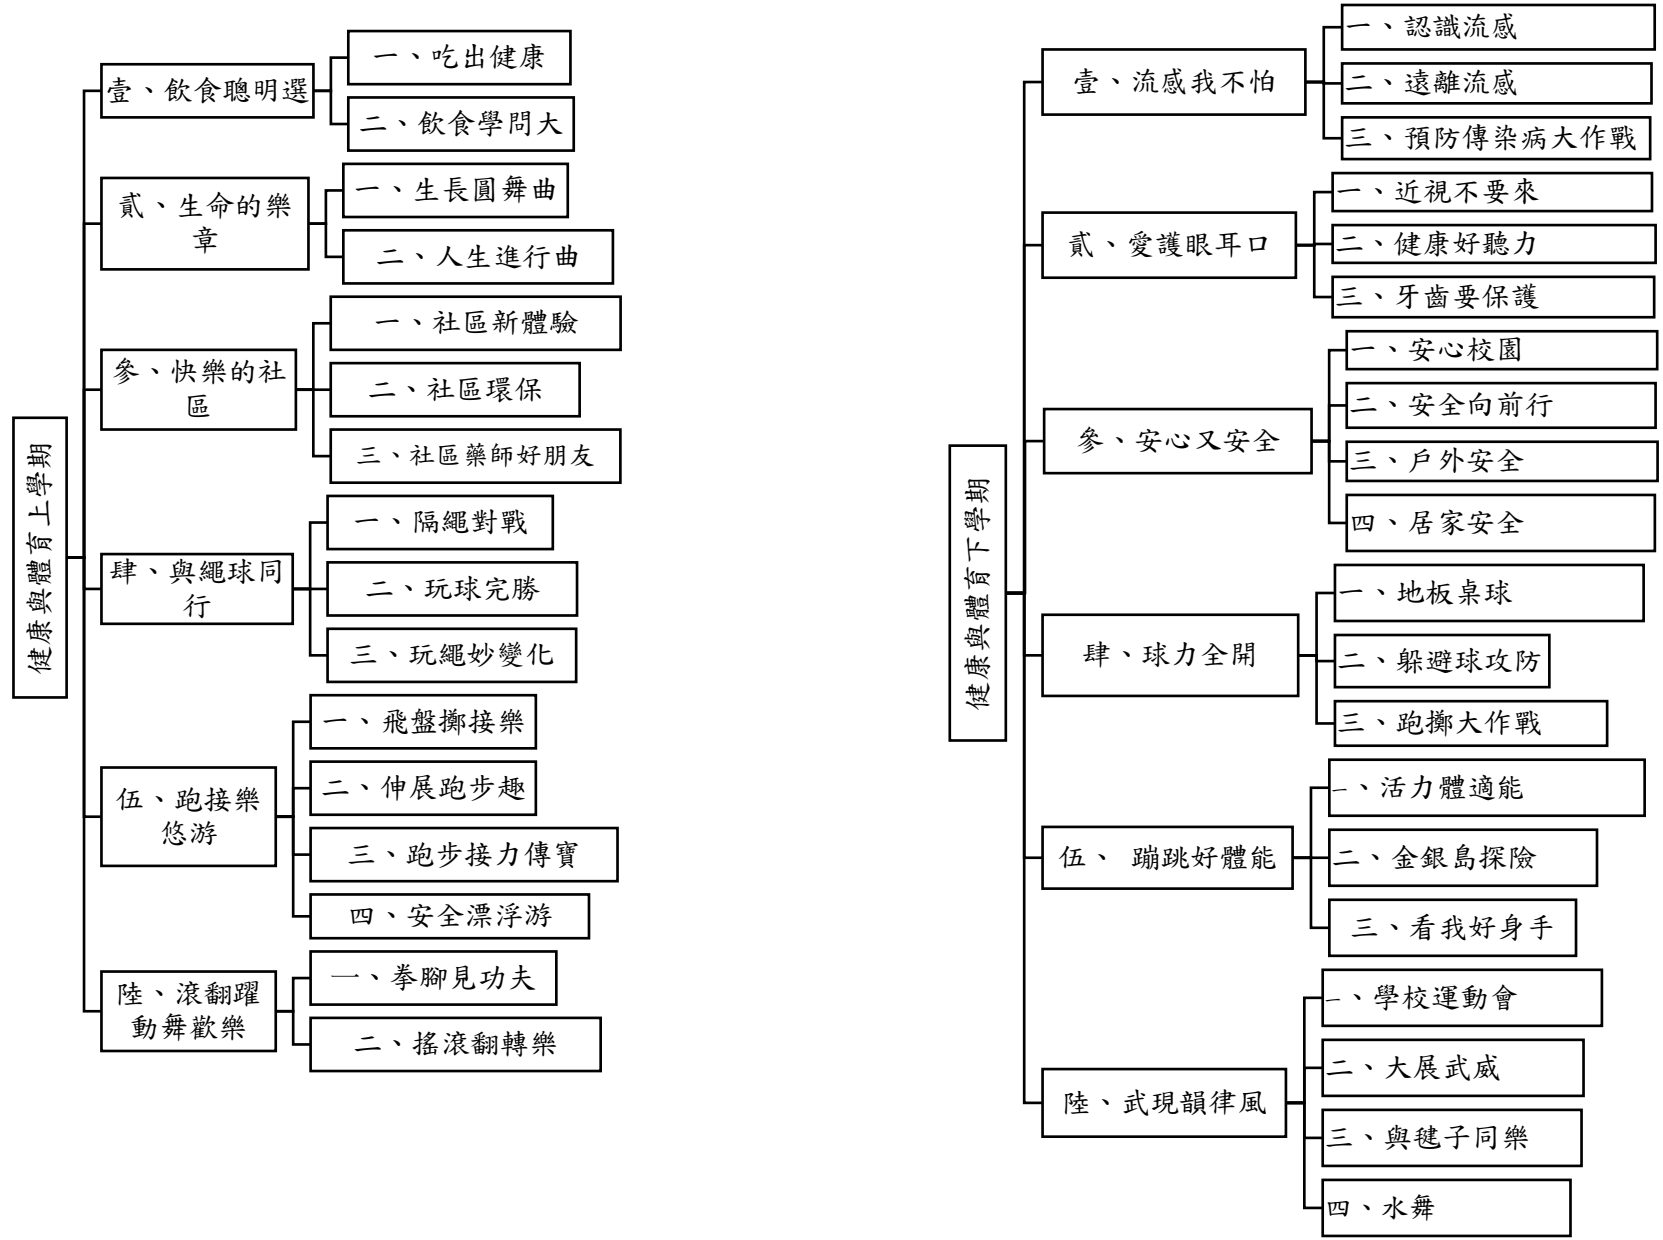 健康與體育上學期
壹、飲食聰明選
一、吃出健康
二、飲食學問大
貳、生命的樂
章
一、生長圓舞曲
二、人生進行曲
參、快樂的社
區
一、社區新體驗
二、社區環保
三、社區藥師好朋友
肆、與繩球同
行
一、隔繩對戰
二、玩球完勝
三、玩繩妙變化
伍、跑接樂
悠游
一、飛盤擲接樂
二、伸展跑步趣
三、跑步接力傳寶
四、安全漂浮游
陸、滾翻躍
動舞歡樂
一、拳腳見功夫
二、搖滾翻轉樂
健康與體育下學期
壹、流感我不怕
一、認識流感
二、遠離流感
三、預防傳染病大作戰
貳、愛護眼耳口
一、近視不要來
二、健康好聽力
三、牙齒要保護
參、安心又安全
一、安心校園
二、安全向前行
三、戶外安全
四、居家安全
肆、球力全開
一、地板桌球
二、躲避球攻防
三、跑擲大作戰
伍、 蹦跳好體能
一、活力體適能
二、金銀島探險
三、看我好身手
陸、武現韻律風
一、學校運動會
二、大展武威
三、與毽子同樂
四、水舞